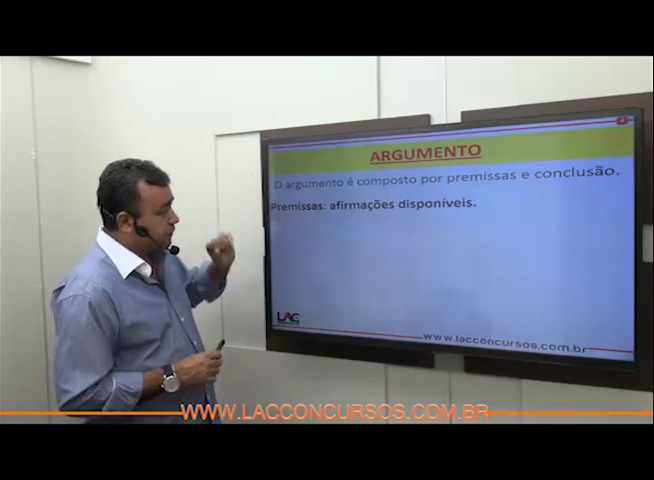 ARGUMENTO
O argumento é composto por premissas e conclusão.
Premissas: afirmações disponíveis.
LAC
www.lacconcursos.com.br
WWW.LACCONCURSOS.COM.BR